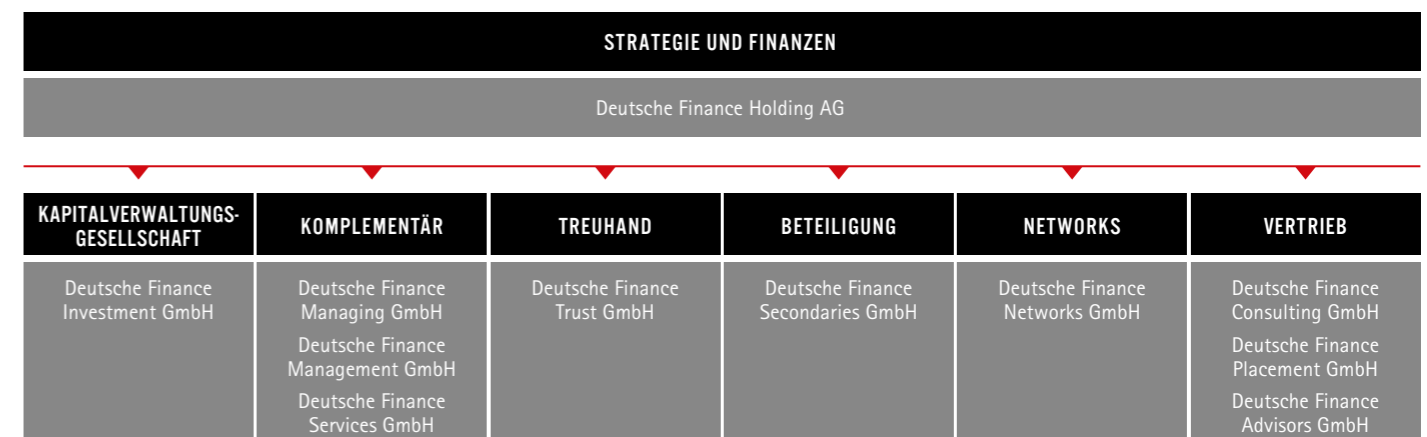 STRATEGIE UND FINANZEN
Deutsche Finance Holding AG
KAPITALVERWALTUNGS-
GESELLSCHAFT
Deutsche Finance
Investment GmbH
KOMPLEMENTÄR
Deutsche Finance
Managing GmbH
Deutsche Finance
Management GmbH
Deutsche Finance
Services GmbH
TREUHAND
Deutsche Finance
Trust GmbH
BETEILIGUNG
Deutsche Finance
Secondaries GmbH
NETWORKS
Deutsche Finance
Networks GmbH
VERTRIEB
Deutsche Finance
Consulting GmbH
Deutsche Finance
Placement GmbH
Deutsche Finance
Advisors GmbH